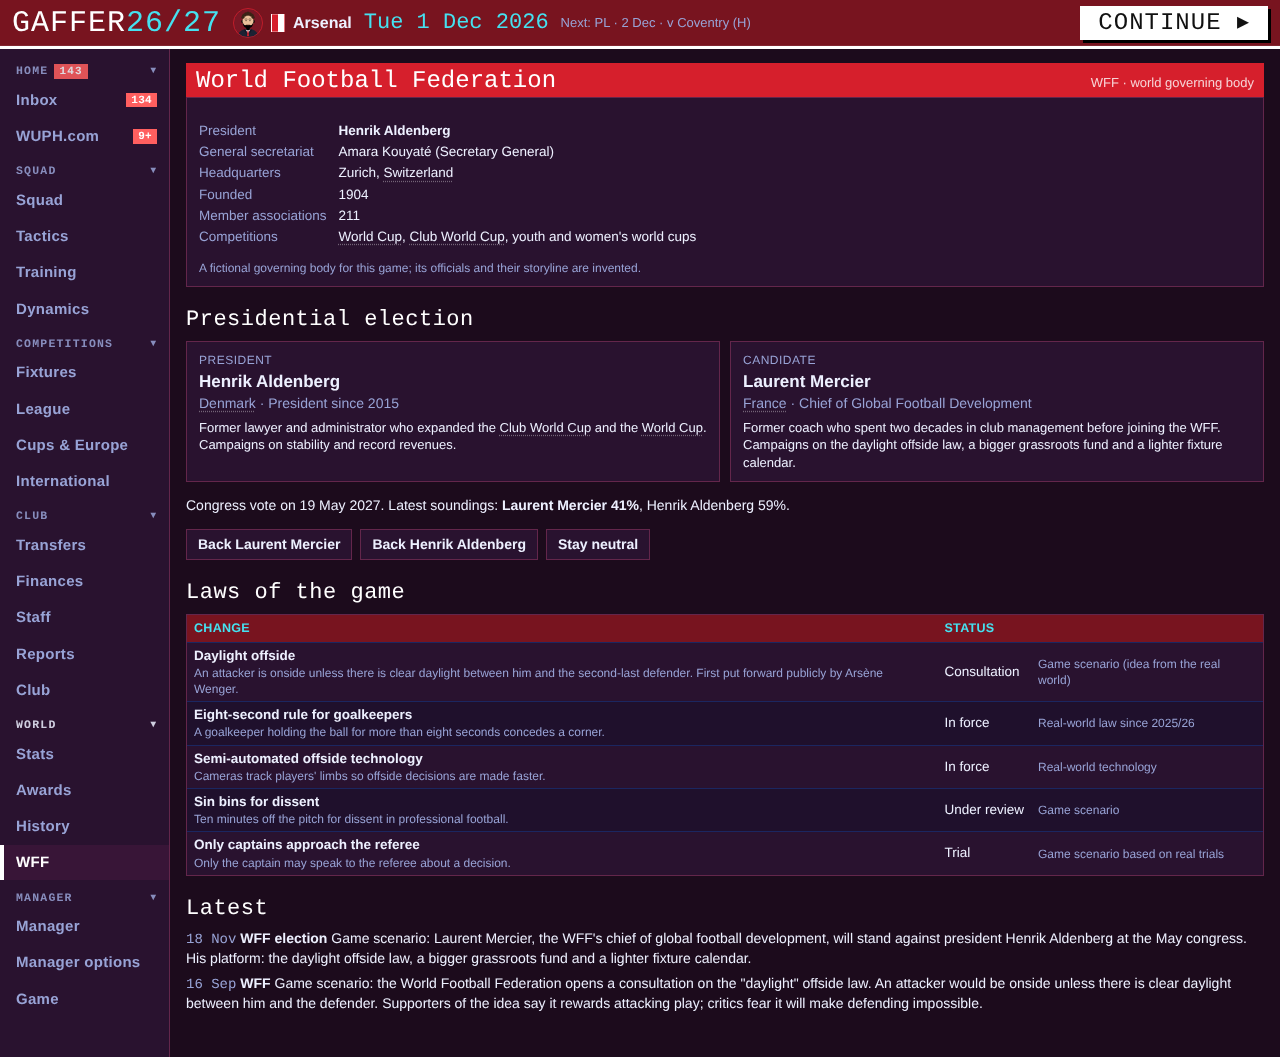 GAFFER26/27 Arsenal Tue 1 Dec 2026 Next: PL · 2 Dec · v Coventry (H) CONTINUE ►
HOME 143 ▼
Inbox 134
WUPH.com 9+
SQUAD ▼
Squad
Tactics
Training
Dynamics
COMPETITIONS ▼
Fixtures
League
Cups & Europe
International
CLUB ▼
Transfers
Finances
Staff
Reports
Club
WORLD ▼
Stats
Awards
History
WFF
MANAGER ▼
Manager
Manager options
Game
World Football Federation WFF · world governing body
President Henrik Aldenberg
General secretariat Amara Kouyaté (Secretary General)
Headquarters Zurich, Switzerland
Founded 1904
Member associations 211
Competitions World Cup, Club World Cup, youth and women's world cups
A fictional governing body for this game; its officials and their storyline are invented.
Presidential election
PRESIDENT
Henrik Aldenberg
Denmark · President since 2015
Former lawyer and administrator who expanded the Club World Cup and the World Cup.
Campaigns on stability and record revenues.
CANDIDATE
Laurent Mercier
France · Chief of Global Football Development
Former coach who spent two decades in club management before joining the WFF.
Campaigns on the daylight offside law, a bigger grassroots fund and a lighter fixture
calendar.
Congress vote on 19 May 2027. Latest soundings: Laurent Mercier 41%, Henrik Aldenberg 59%.
Back Laurent Mercier Back Henrik Aldenberg Stay neutral
Laws of the game
CHANGE STATUS
Daylight offside
An attacker is onside unless there is clear daylight between him and the second-last defender. First put forward publicly by Arsène
Wenger.
Consultation
Game scenario (idea from the real
world)
Eight-second rule for goalkeepers
A goalkeeper holding the ball for more than eight seconds concedes a corner.
In force Real-world law since 2025/26
Semi-automated offside technology
Cameras track players' limbs so offside decisions are made faster.
In force Real-world technology
Sin bins for dissent
Ten minutes off the pitch for dissent in professional football.
Under review Game scenario
Only captains approach the referee
Only the captain may speak to the referee about a decision.
Trial Game scenario based on real trials
Latest
18 Nov WFF election Game scenario: Laurent Mercier, the WFF's chief of global football development, will stand against president Henrik Aldenberg at the May congress.
His platform: the daylight offside law, a bigger grassroots fund and a lighter fixture calendar.
16 Sep WFF Game scenario: the World Football Federation opens a consultation on the "daylight" offside law. An attacker would be onside unless there is clear daylight
between him and the defender. Supporters of the idea say it rewards attacking play; critics fear it will make defending impossible.